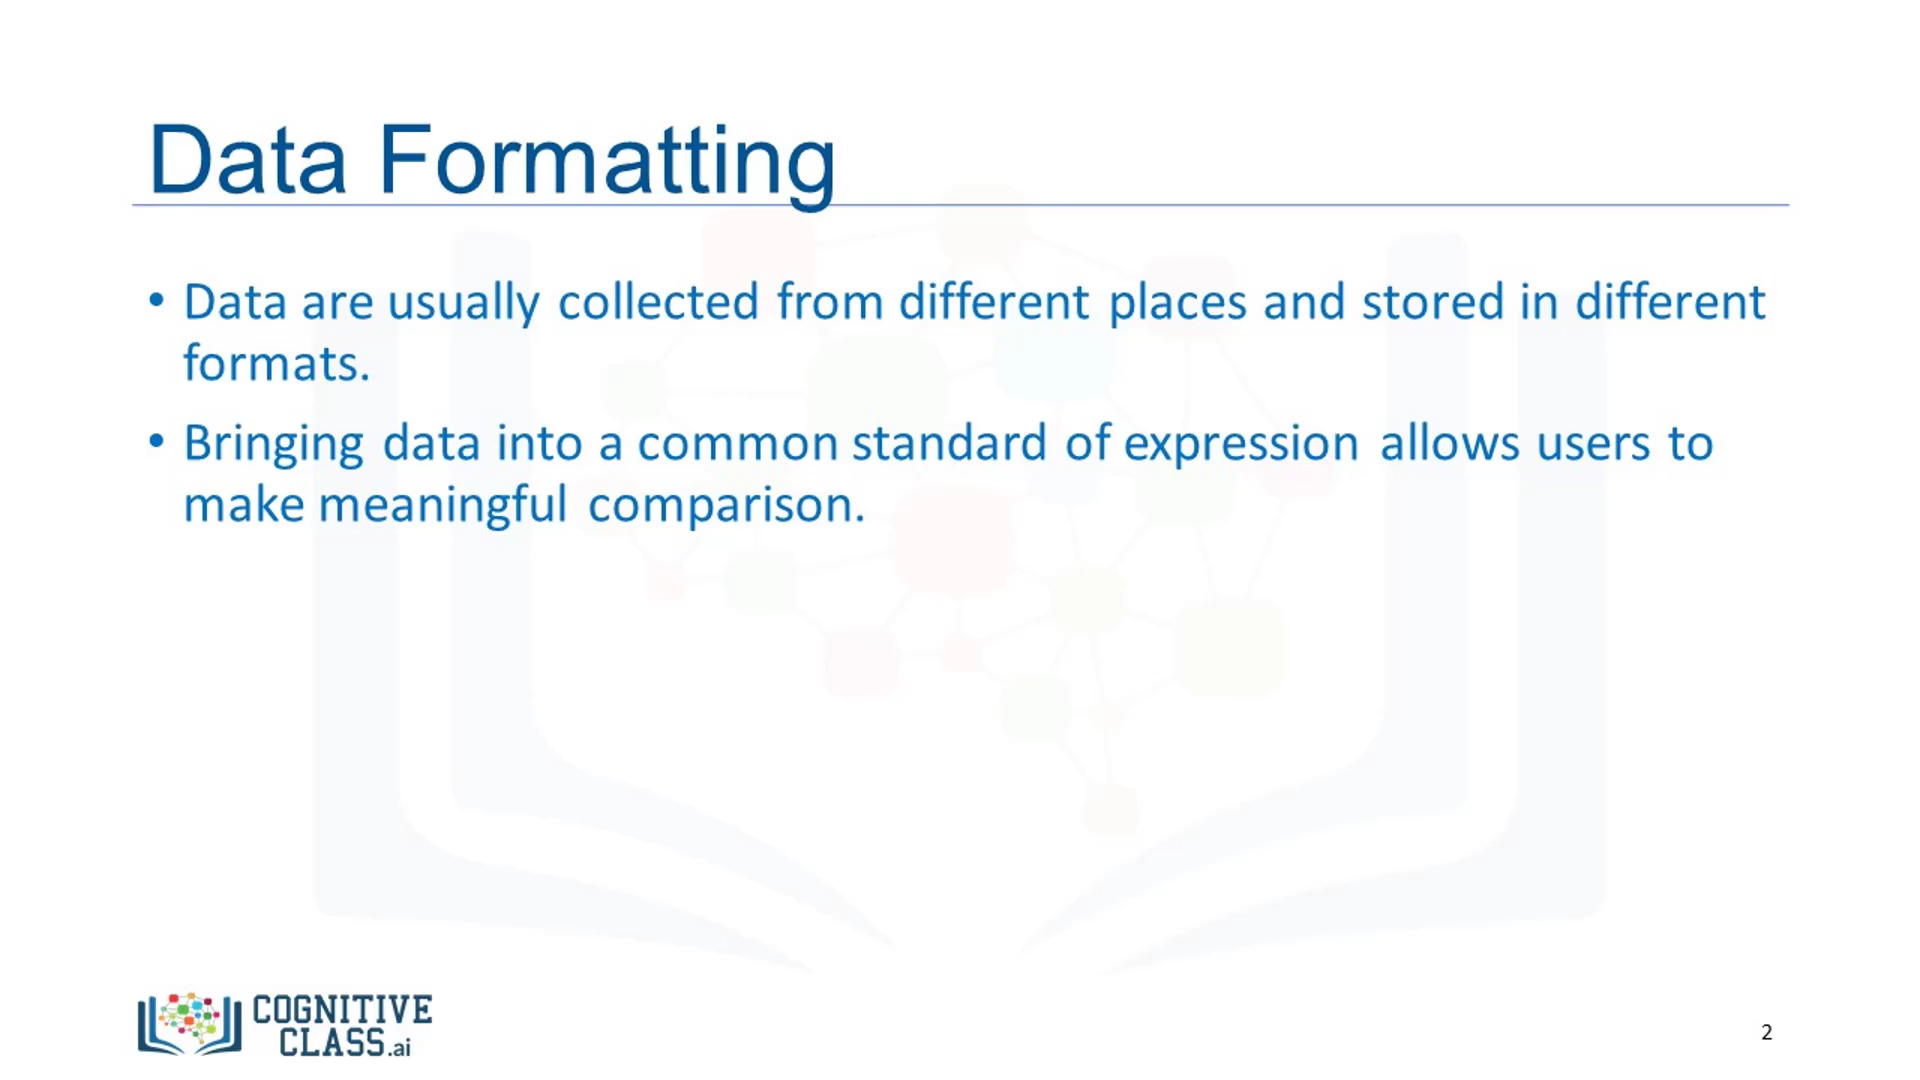 Data Formatting
• Data are usually collected from different places and stored in different
formats.
• Bringing data into a common standard of expression allows users to
make meaningful comparison.
COGNITIVE
CLASS.ai
2